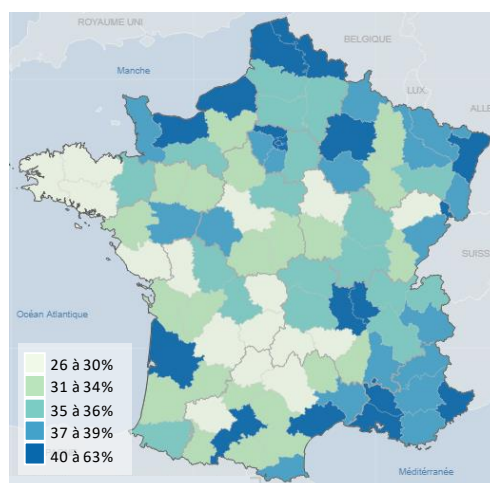 ROYAUME UNI
BELGIQUE
Manche
LUX.
ALLE
SUISS
Océan Atlantique
26 à 30%
31 à 34%
35 à 36%
37 à 39%
40 à 63%
Méditérranée